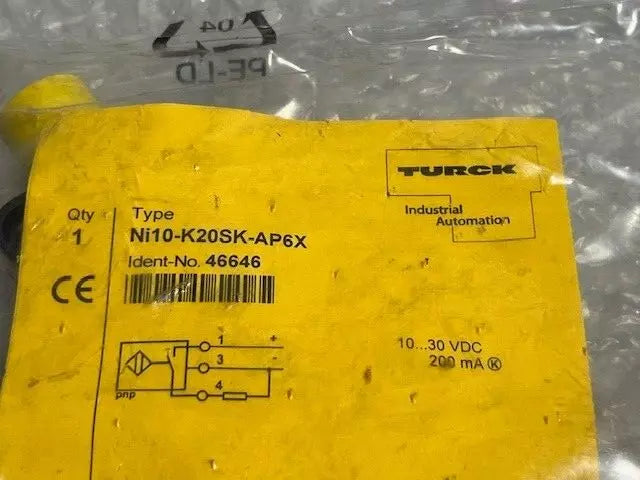 04
PE-LD
TURCK
Industrial
Automation
Qty Type
1 Ni10-K20SK-AP6X
Ident-No. 46646
CE
1 +
3 -
4
pnp
10...30 VDC
200 mA Ⓚ